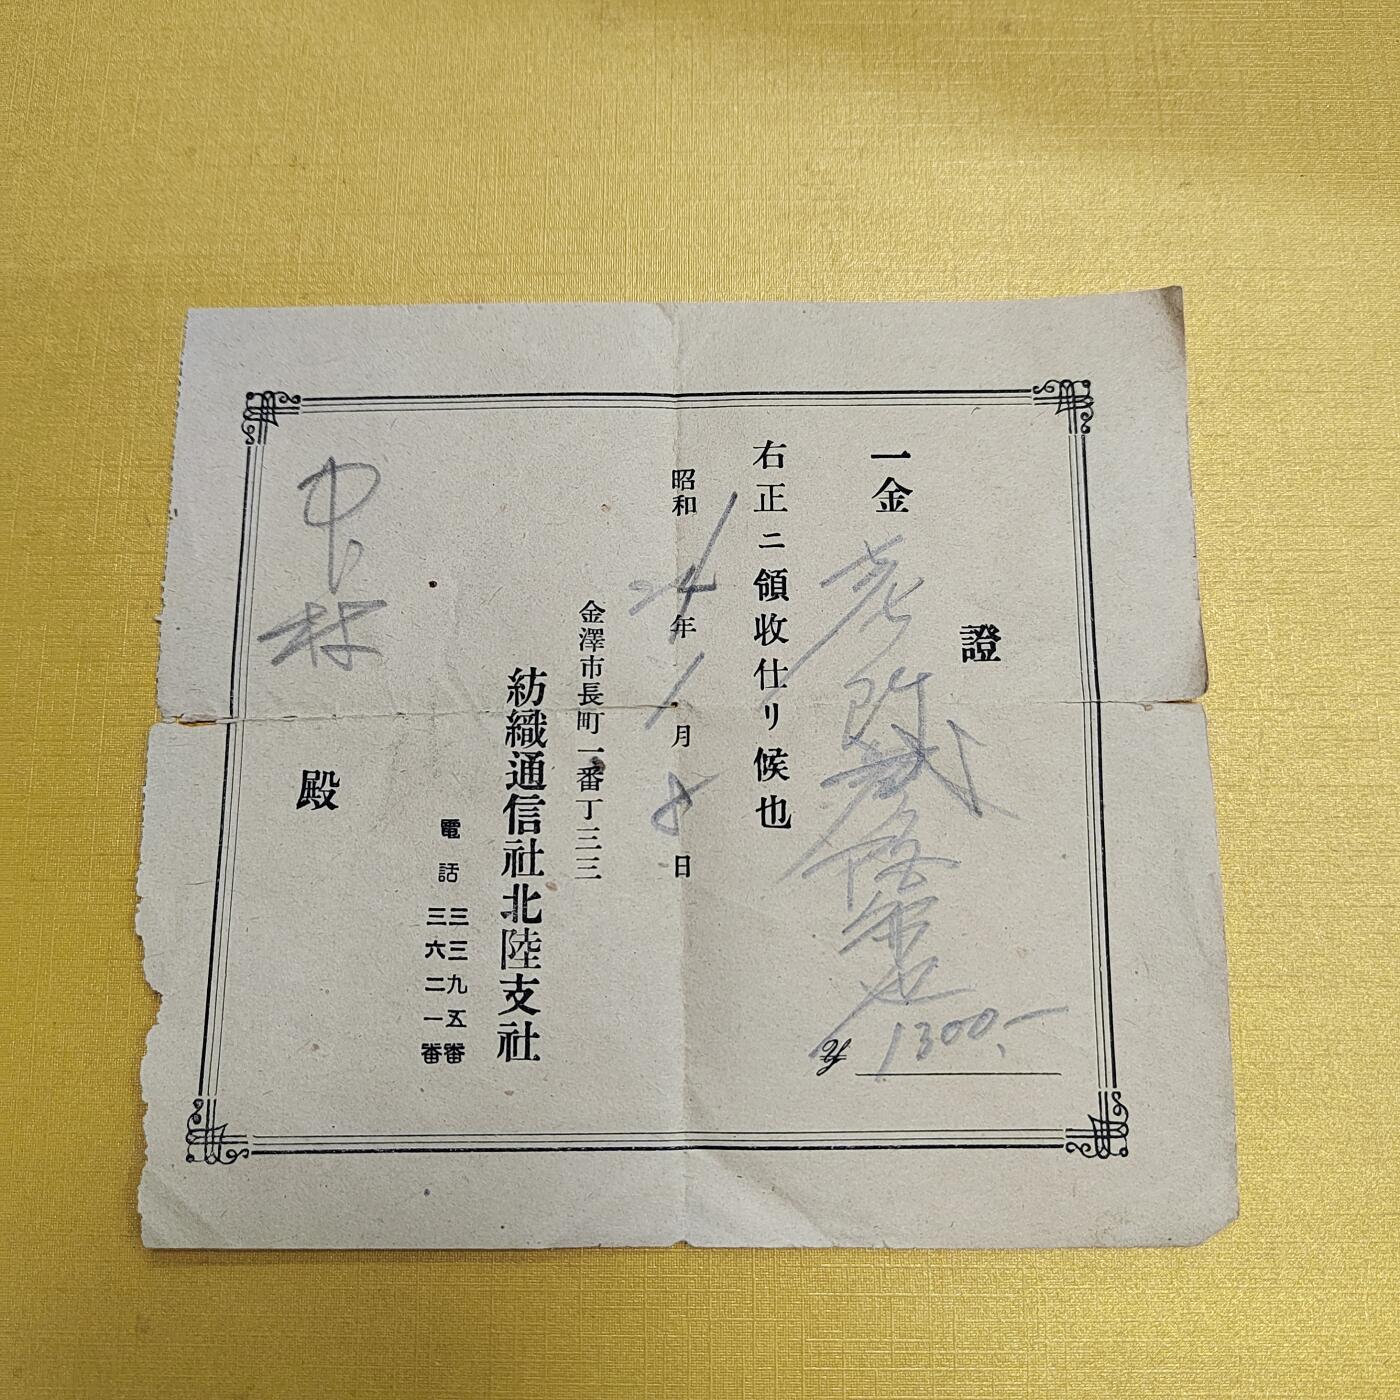 證
一金
1300.-
右正ニ領收仕リ候也
昭和24年1月8日
金澤市長町一番丁三三
紡織通信社北陸支社
電話 三三九五番
三六二一番
中林 殿